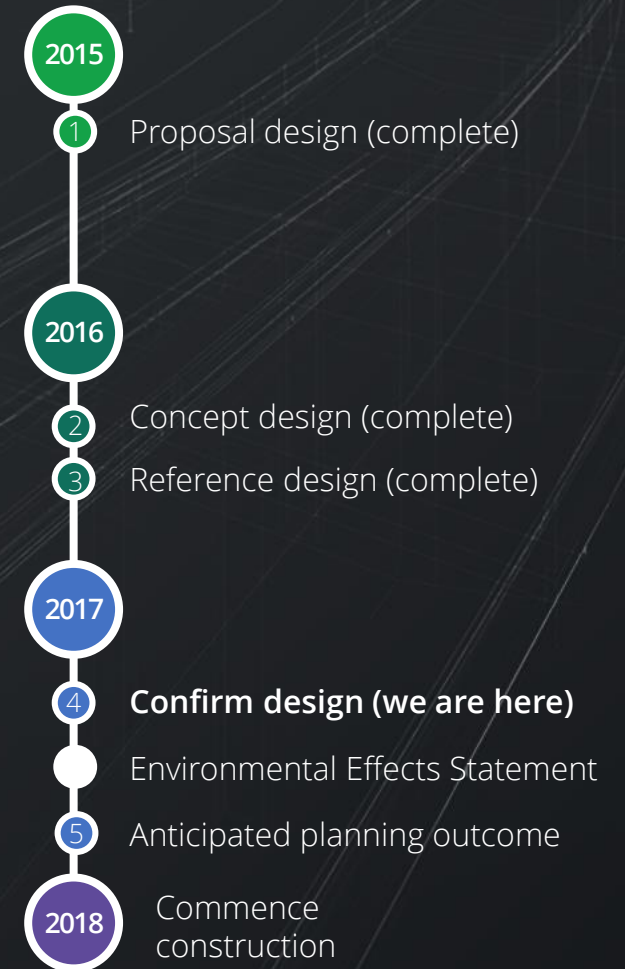 2015
1 Proposal design (complete)
2016
2 Concept design (complete)
3 Reference design (complete)
2017
4 Confirm design (we are here)
Environmental Effects Statement
5 Anticipated planning outcome
2018 Commence
construction